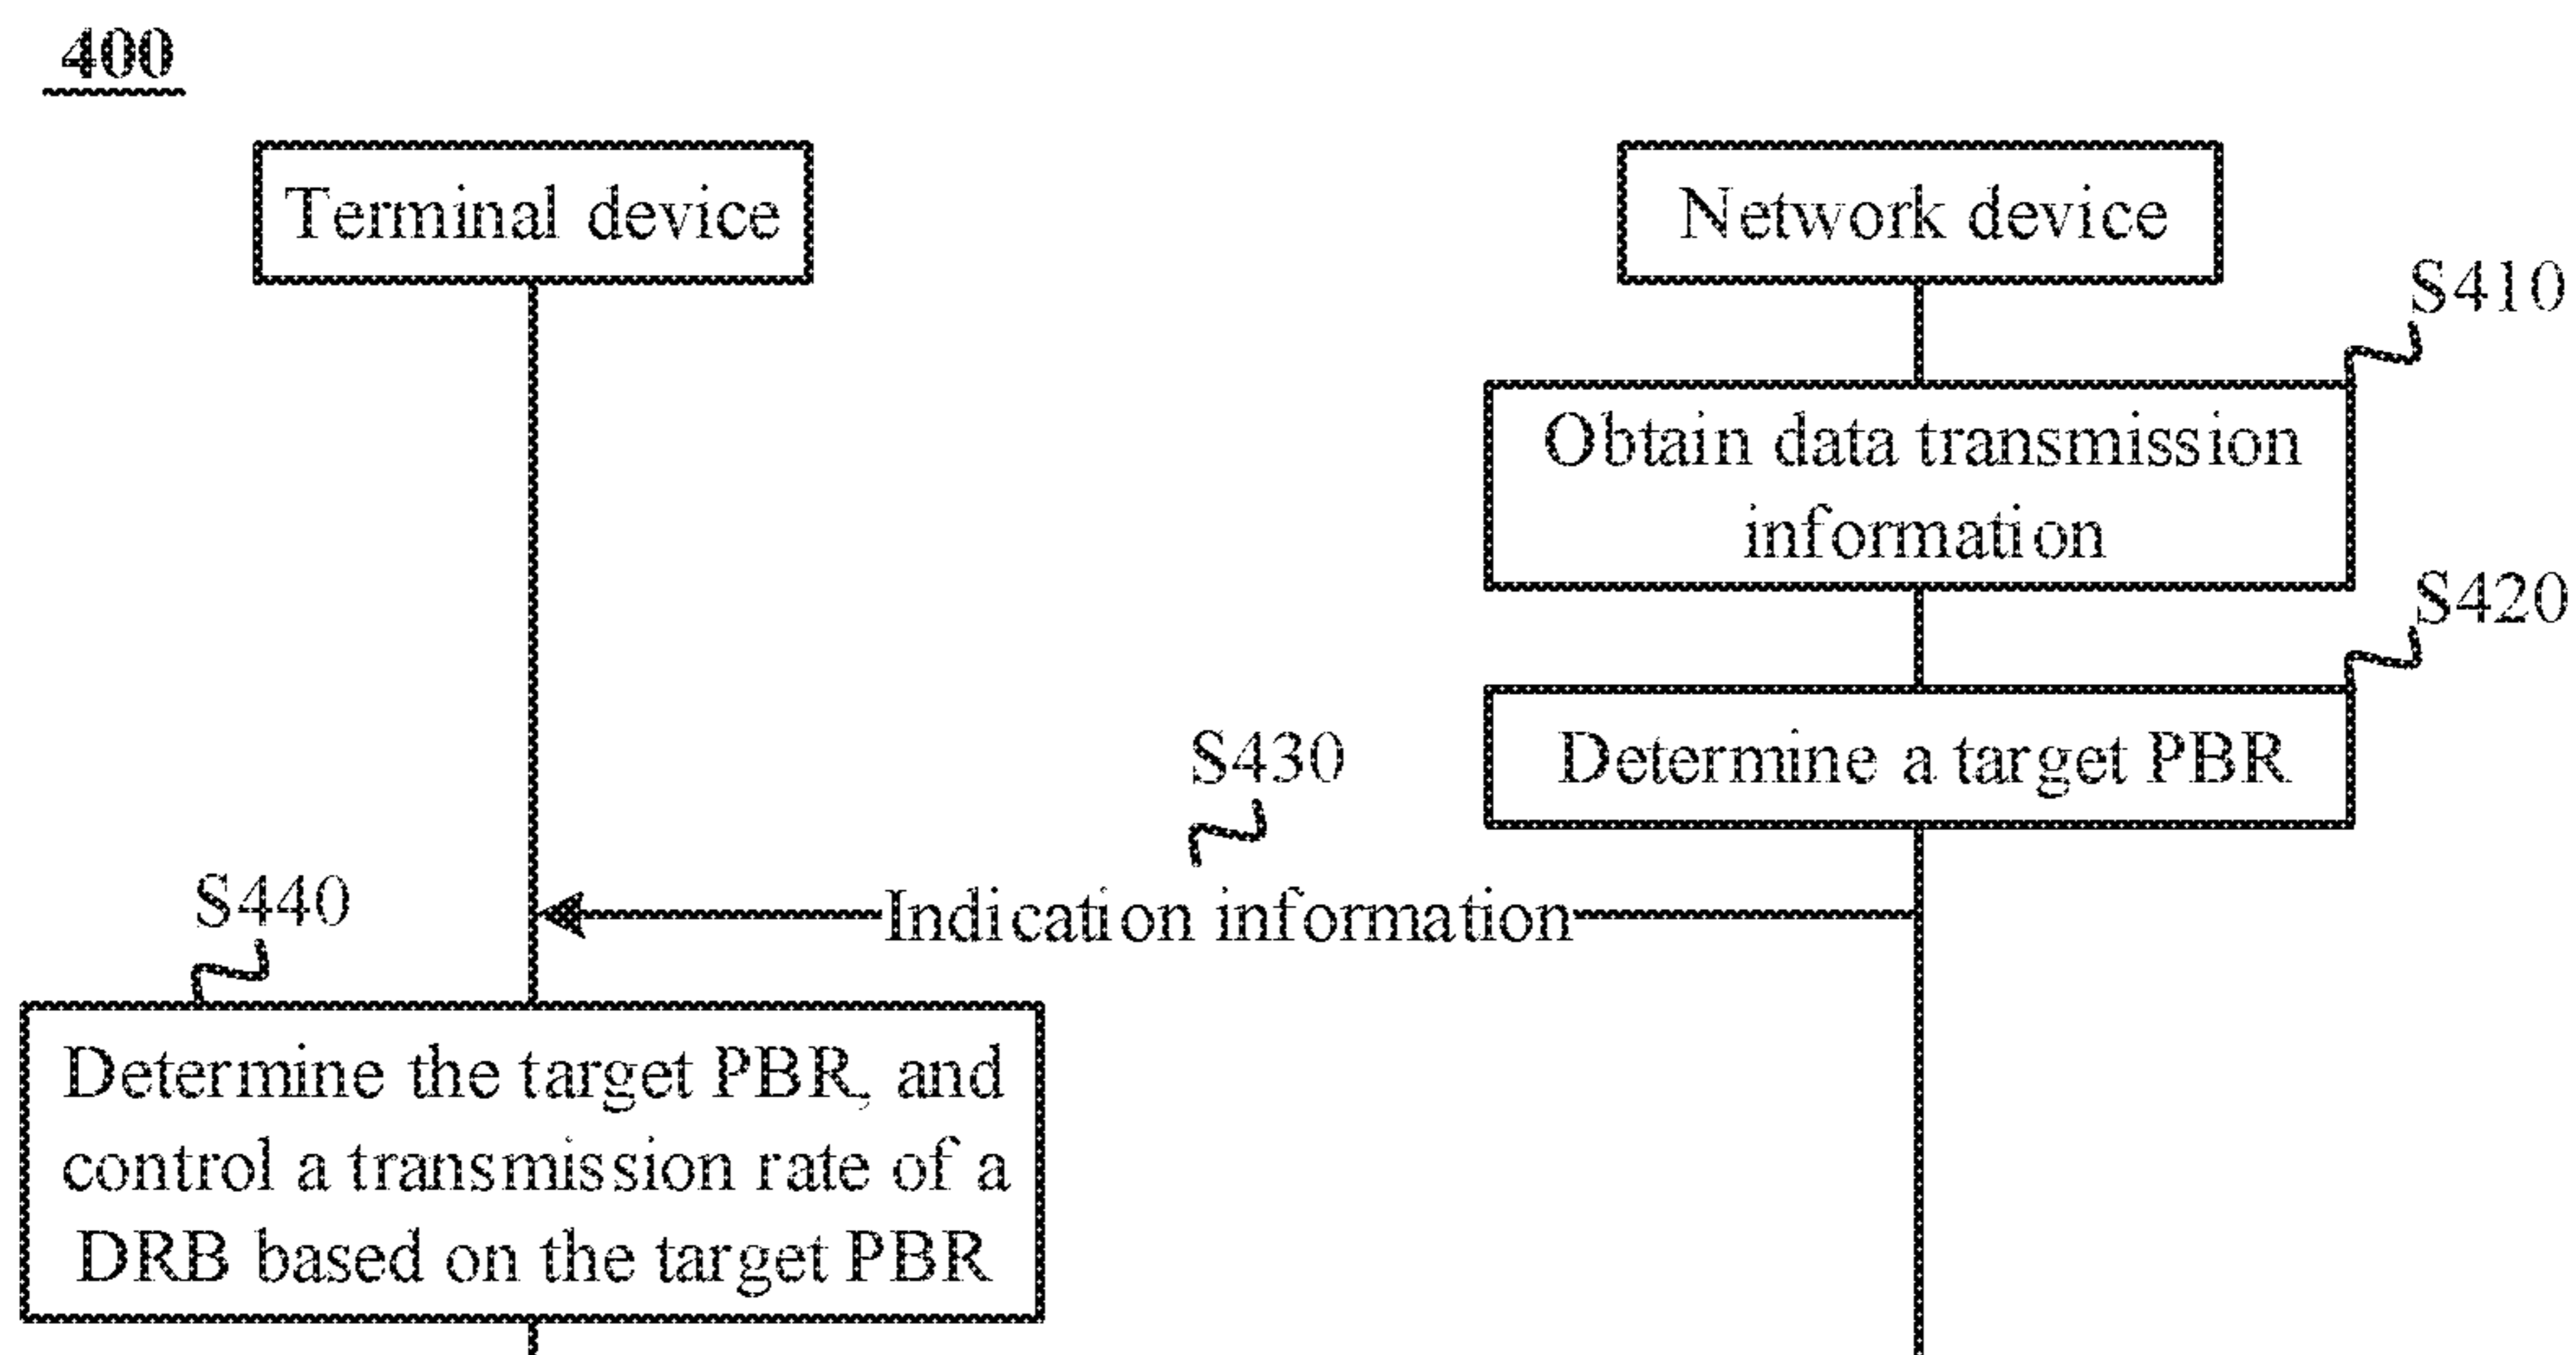 400
Terminal device
Network device
S410
Obtain data transmission
information
S420
Determine a target PBR
S430
Indication information
S440
Determine the target PBR, and
control a transmission rate of a
DRB based on the target PBR